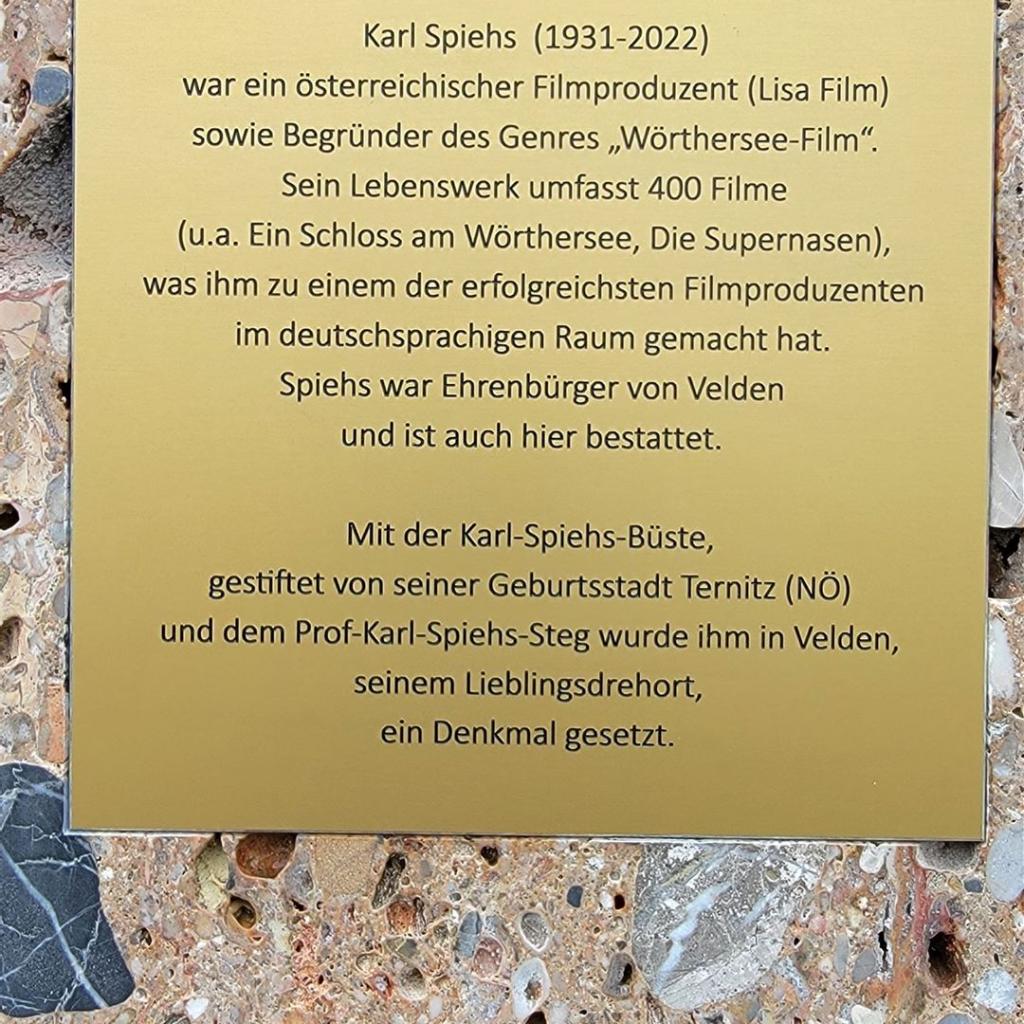 Karl Spiehs (1931-2022)
war ein österreichischer Filmproduzent (Lisa Film)
sowie Begründer des Genres „Wörthersee-Film“.
Sein Lebenswerk umfasst 400 Filme
(u.a. Ein Schloss am Wörthersee, Die Supernasen),
was ihm zu einem der erfolgreichsten Filmproduzenten
im deutschsprachigen Raum gemacht hat.
Spiehs war Ehrenbürger von Velden
und ist auch hier bestattet.
Mit der Karl-Spiehs-Büste,
gestiftet von seiner Geburtsstadt Ternitz (NÖ)
und dem Prof-Karl-Spiehs-Steg wurde ihm in Velden,
seinem Lieblingsdrehort,
ein Denkmal gesetzt.